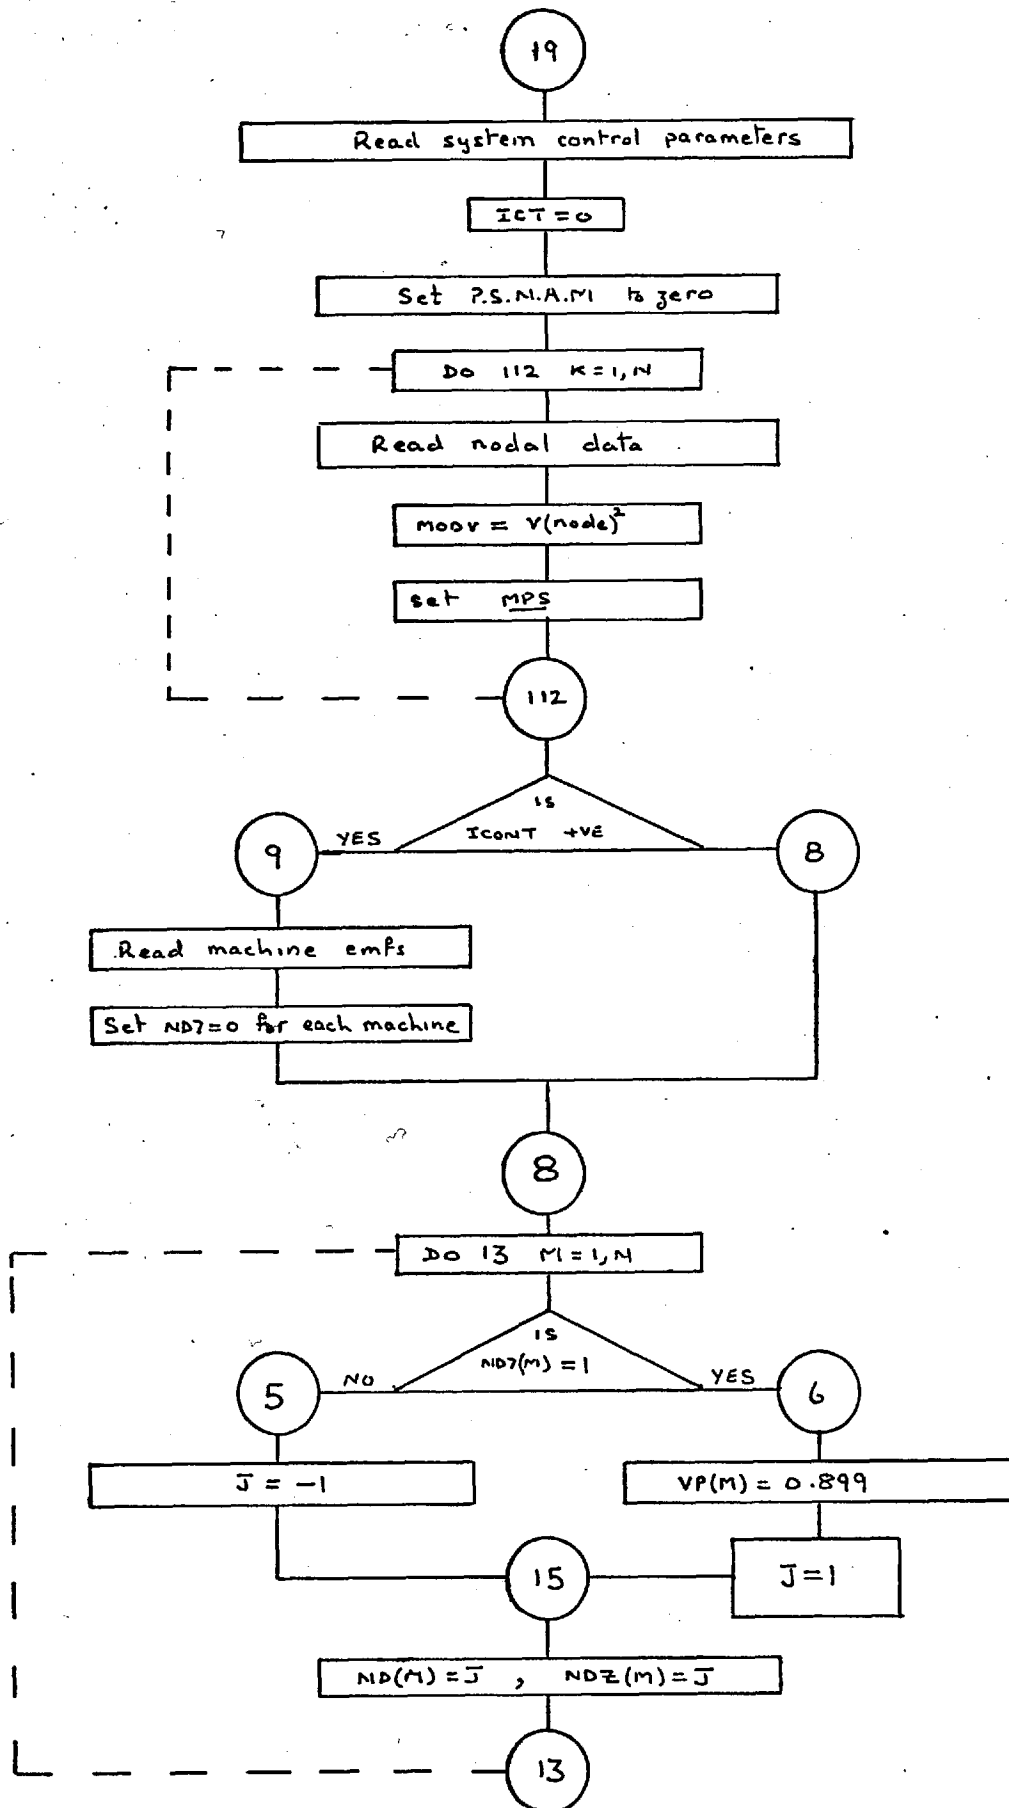 19
Read system control parameters
ICT = 0
Set P.S.N.A.M to zero
DO 112 K = 1, N
Read nodal data
MODV = V(node)²
set MPS
112
is
ICONT +VE
YES
9
8
Read machine emfs
Set ND7=0 for each machine
8
DO 13 M = 1, N
is
ND7(M) = 1
NO
YES
5
6
J = -1
VP(M) = 0.899
15
J = 1
ND(M) = J , NDZ(M) = J
13